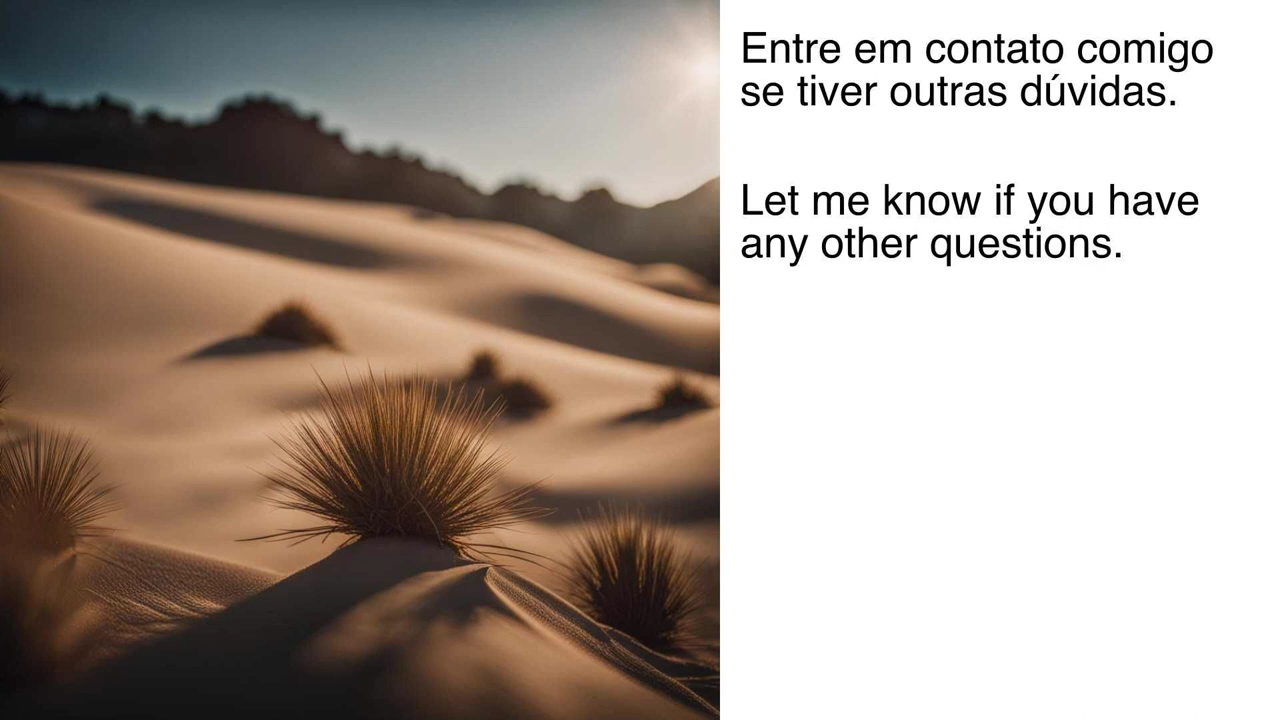 Entre em contato comigo
se tiver outras dúvidas.
Let me know if you have
any other questions.